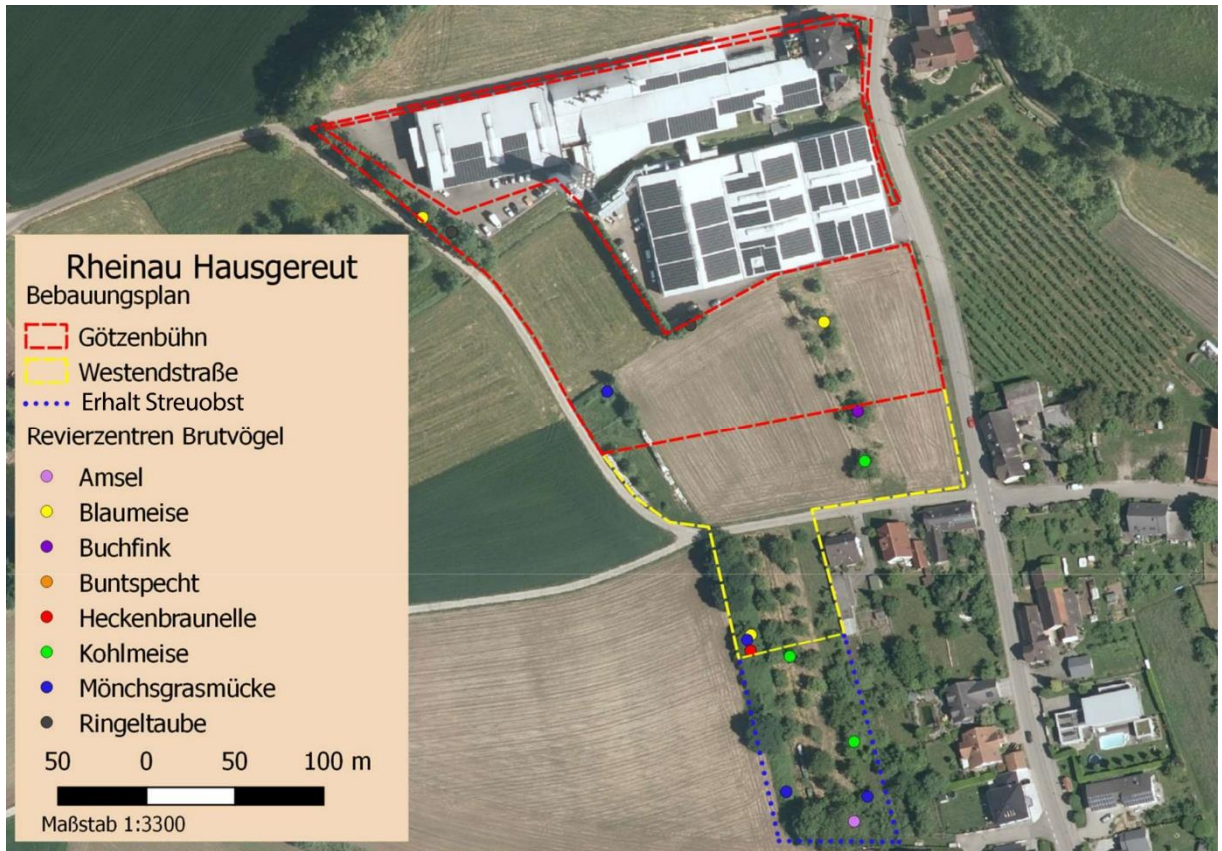 Rheinau Hausgereut
Bebauungsplan
Götzenbühn
Westendstraße
Erhalt Streuobst
Revierzentren Brutvögel
Amsel
Blaumeise
Buchfink
Buntspecht
Heckenbraunelle
Kohlmeise
Mönchsgrasmücke
Ringeltaube
50 0 50 100 m
Maßstab 1:3300